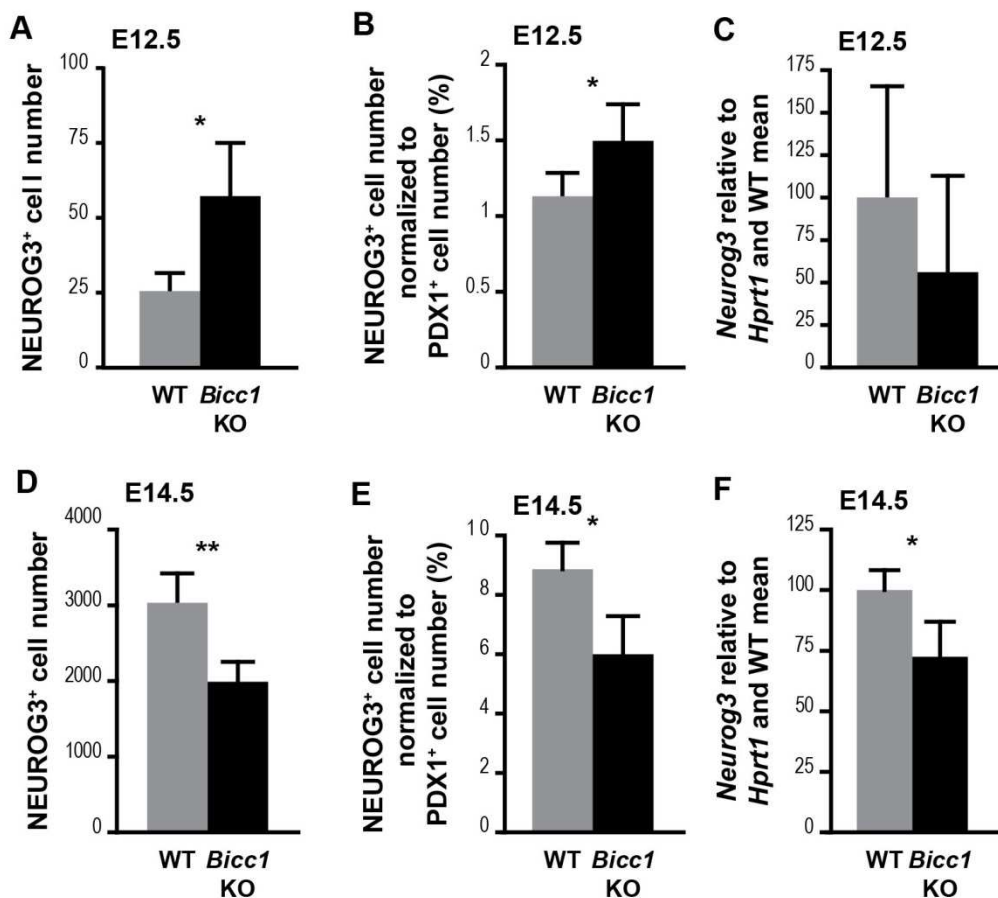 A
E12.5
NEUROG3⁺ cell number
100
75
50
25
0
*
WT Bicc1
KO
B
E12.5
NEUROG3⁺ cell number
normalized to
PDX1⁺ cell number (%)
2
1.5
1
0.5
0
*
WT Bicc1
KO
C
E12.5
Neurog3 relative to
Hprt1 and WT mean
175
150
125
100
75
50
25
0
WT Bicc1
KO
D
E14.5
NEUROG3⁺ cell number
4000
3000
2000
1000
0
**
WT Bicc1
KO
E
E14.5
NEUROG3⁺ cell number
normalized to
PDX1⁺ cell number (%)
10
8
6
4
2
0
*
WT Bicc1
KO
F
E14.5
Neurog3 relative to
Hprt1 and WT mean
125
100
75
50
25
0
*
WT Bicc1
KO